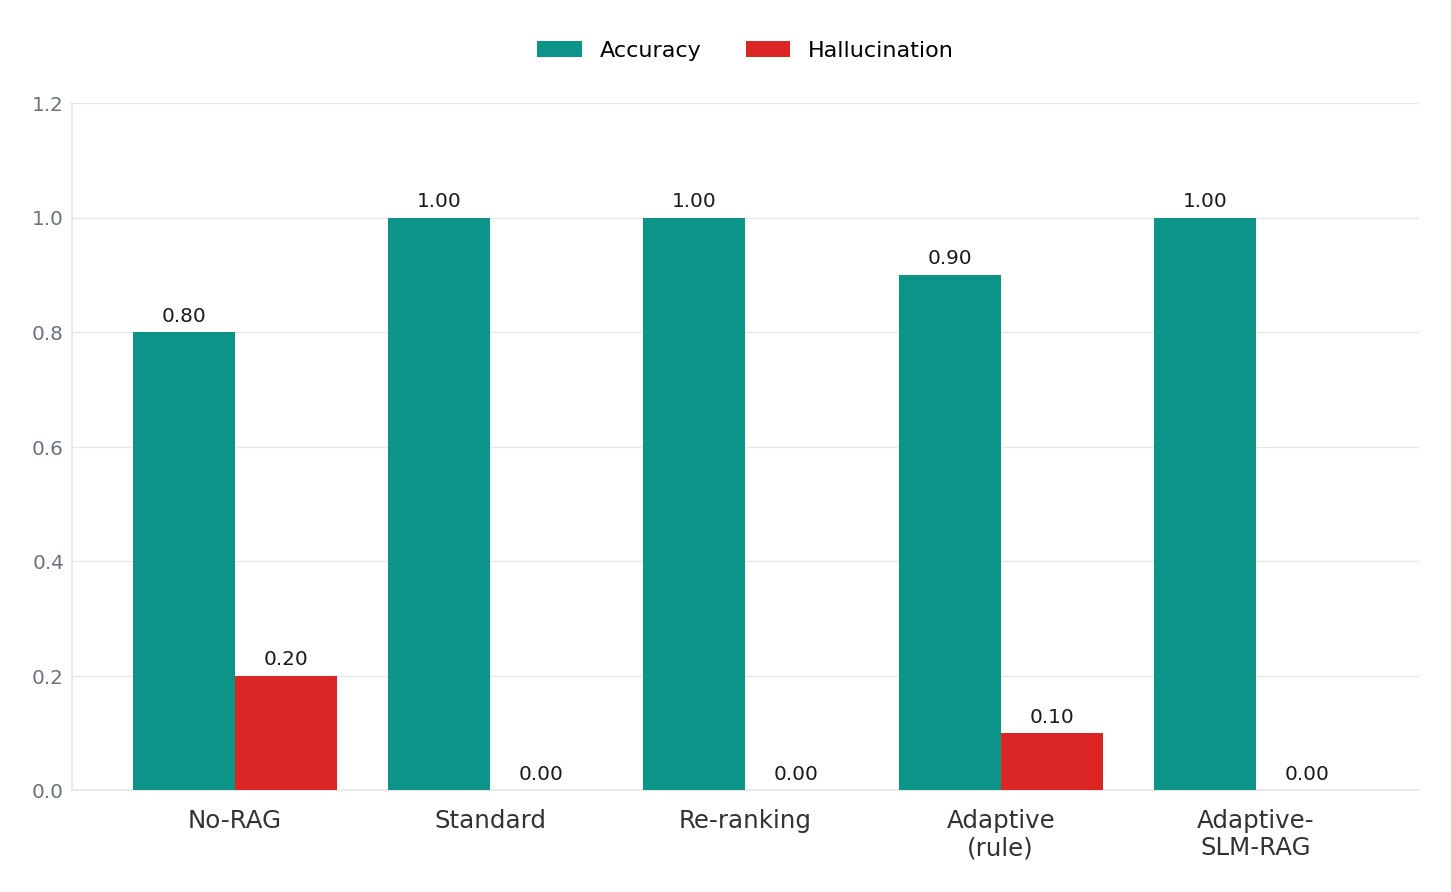 Accuracy Hallucination
1.2
1.0
0.8
0.6
0.4
0.2
0.0
0.80
0.20
1.00
0.00
1.00
0.00
0.90
0.10
1.00
0.00
No-RAG
Standard
Re-ranking
Adaptive
(rule)
Adaptive-
SLM-RAG